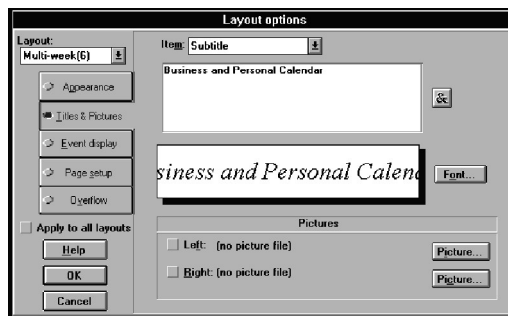 Layout options
Layout:
Multi-week(6)
Appearance
Titles & Pictures
Event display
Page setup
Overflow
Apply to all layouts
Help
OK
Cancel
Item: Subtitle
Business and Personal Calendar
&
siness and Personal Calend
Font...
Pictures
Left: (no picture file)
Picture...
Right: (no picture file)
Picture...